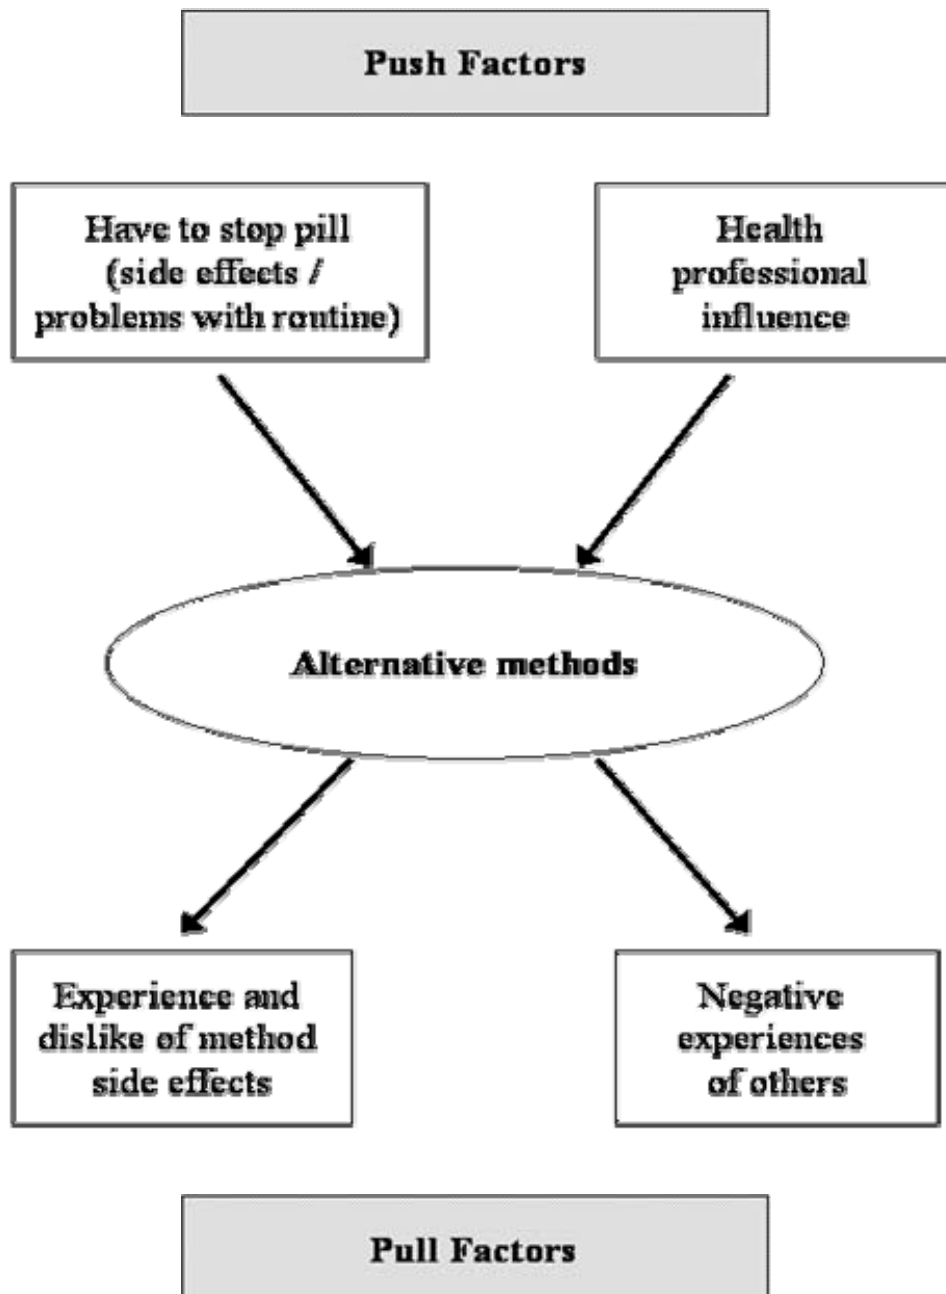 Push Factors
Have to stop pill
(side effects /
problems with routine)
Health
professional
influence
Alternative methods
Experience and
dislike of method
side effects
Negative
experiences
of others
Pull Factors